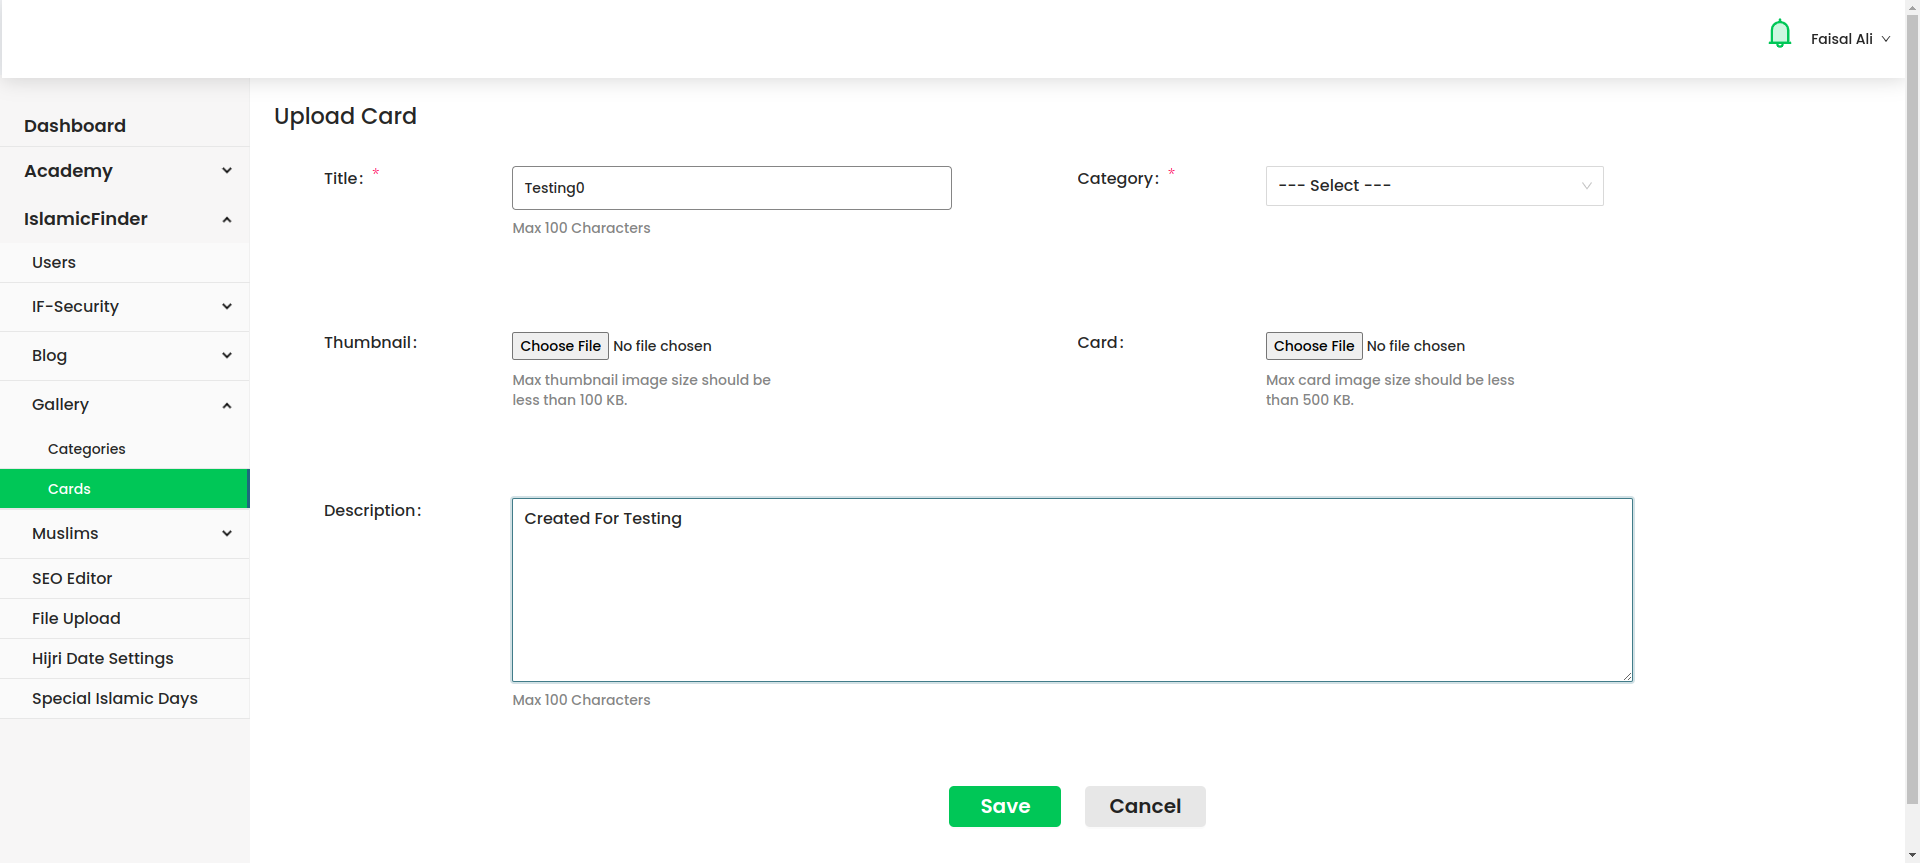 Faisal Ali
Dashboard
Academy
IslamicFinder
Users
IF-Security
Blog
Gallery
Categories
Cards
Muslims
SEO Editor
File Upload
Hijri Date Settings
Special Islamic Days
Upload Card
Title: *
Testing0
Max 100 Characters
Category: *
--- Select ---
Thumbnail:
Choose File No file chosen
Max thumbnail image size should be
less than 100 KB.
Card:
Choose File No file chosen
Max card image size should be less
than 500 KB.
Description:
Created For Testing
Max 100 Characters
Save
Cancel